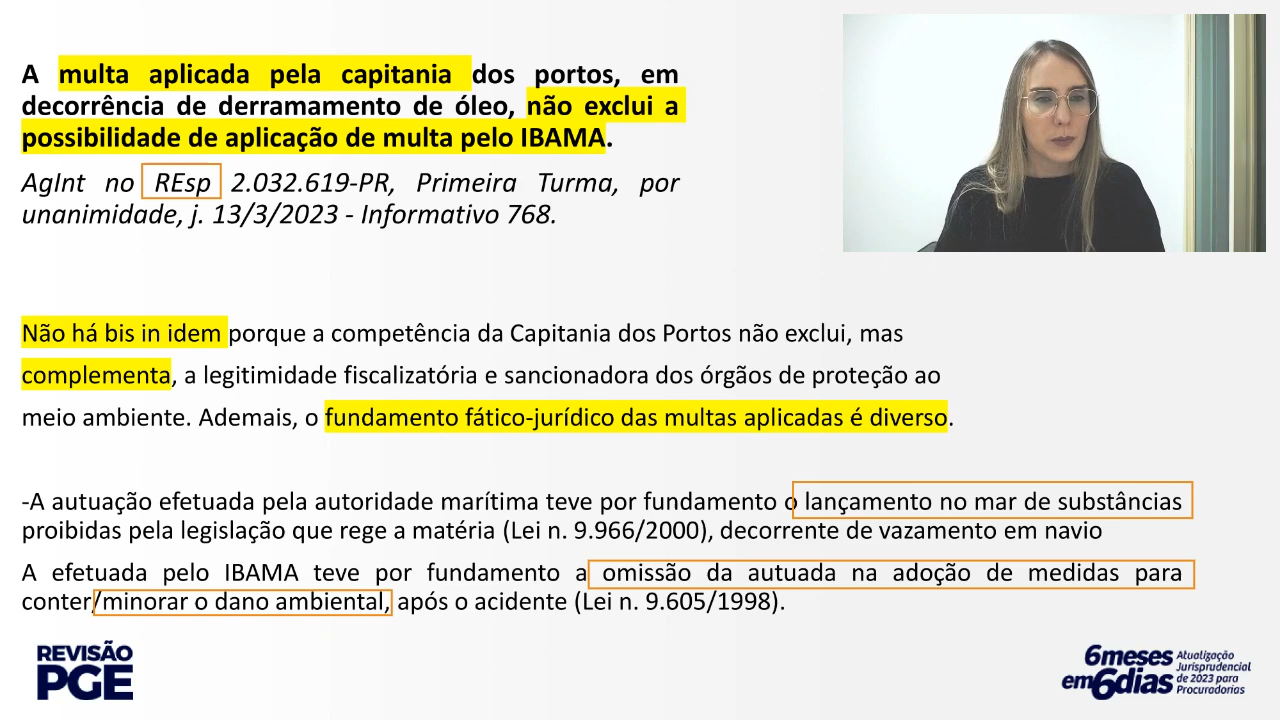 A multa aplicada pela capitania dos portos, em
decorrência de derramamento de óleo, não exclui a
possibilidade de aplicação de multa pelo IBAMA.
AgInt no REsp 2.032.619-PR, Primeira Turma, por
unanimidade, j. 13/3/2023 - Informativo 768.
Não há bis in idem porque a competência da Capitania dos Portos não exclui, mas
complementa, a legitimidade fiscalizatória e sancionadora dos órgãos de proteção ao
meio ambiente. Ademais, o fundamento fático-jurídico das multas aplicadas é diverso.
-A autuação efetuada pela autoridade marítima teve por fundamento o lançamento no mar de substâncias
proibidas pela legislação que rege a matéria (Lei n. 9.966/2000), decorrente de vazamento em navio
A efetuada pelo IBAMA teve por fundamento a omissão da autuada na adoção de medidas para
conter/minorar o dano ambiental, após o acidente (Lei n. 9.605/1998).
REVISÃO
PGE
6meses
em6dias
Atualização
Jurisprudencial
de 2023 para
Procuradorias